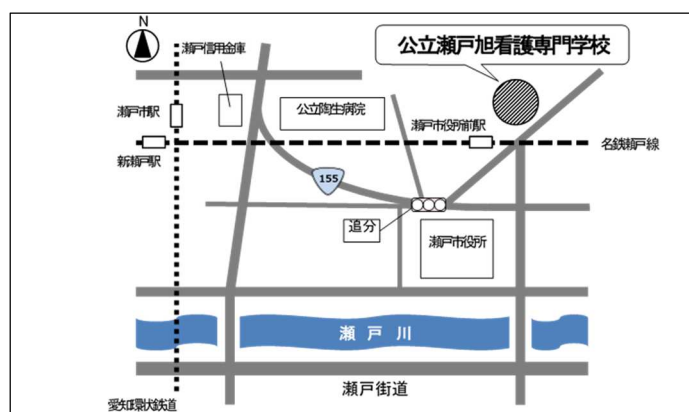 N
瀬戸信用金庫
公立瀬戸旭看護専門学校
瀬戸市駅
公立陶生病院
瀬戸市役所前駅
新瀬戸駅
名鉄瀬戸線
155
追分
瀬戸市役所
瀬戸川
瀬戸街道
愛知環状鉄道